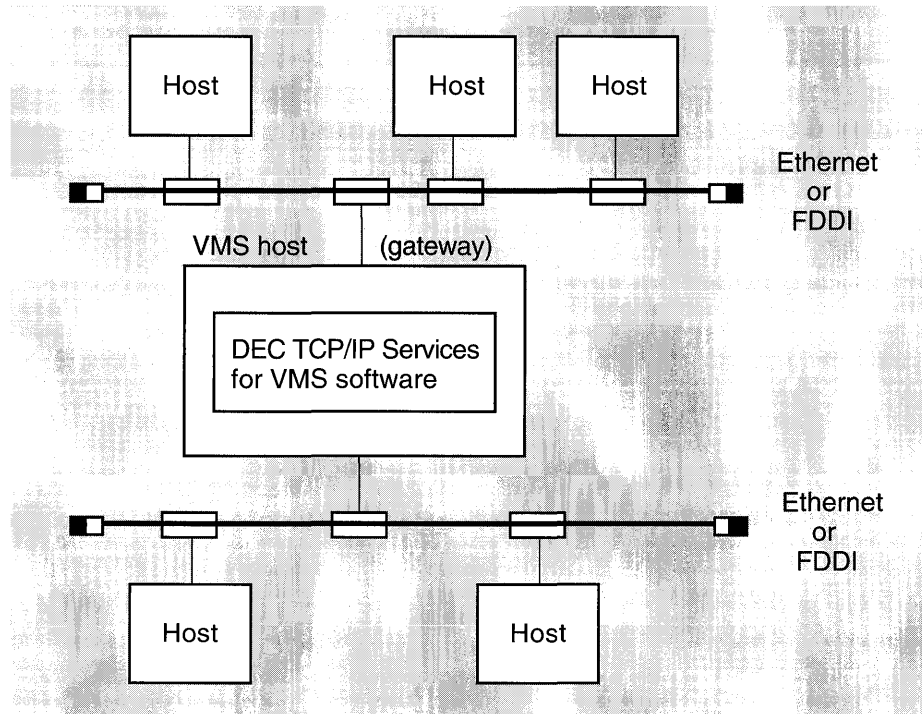 Host
Host
Host
Ethernet
or
FDDI
VMS host (gateway)
DEC TCP/IP Services
for VMS software
Ethernet
or
FDDI
Host
Host